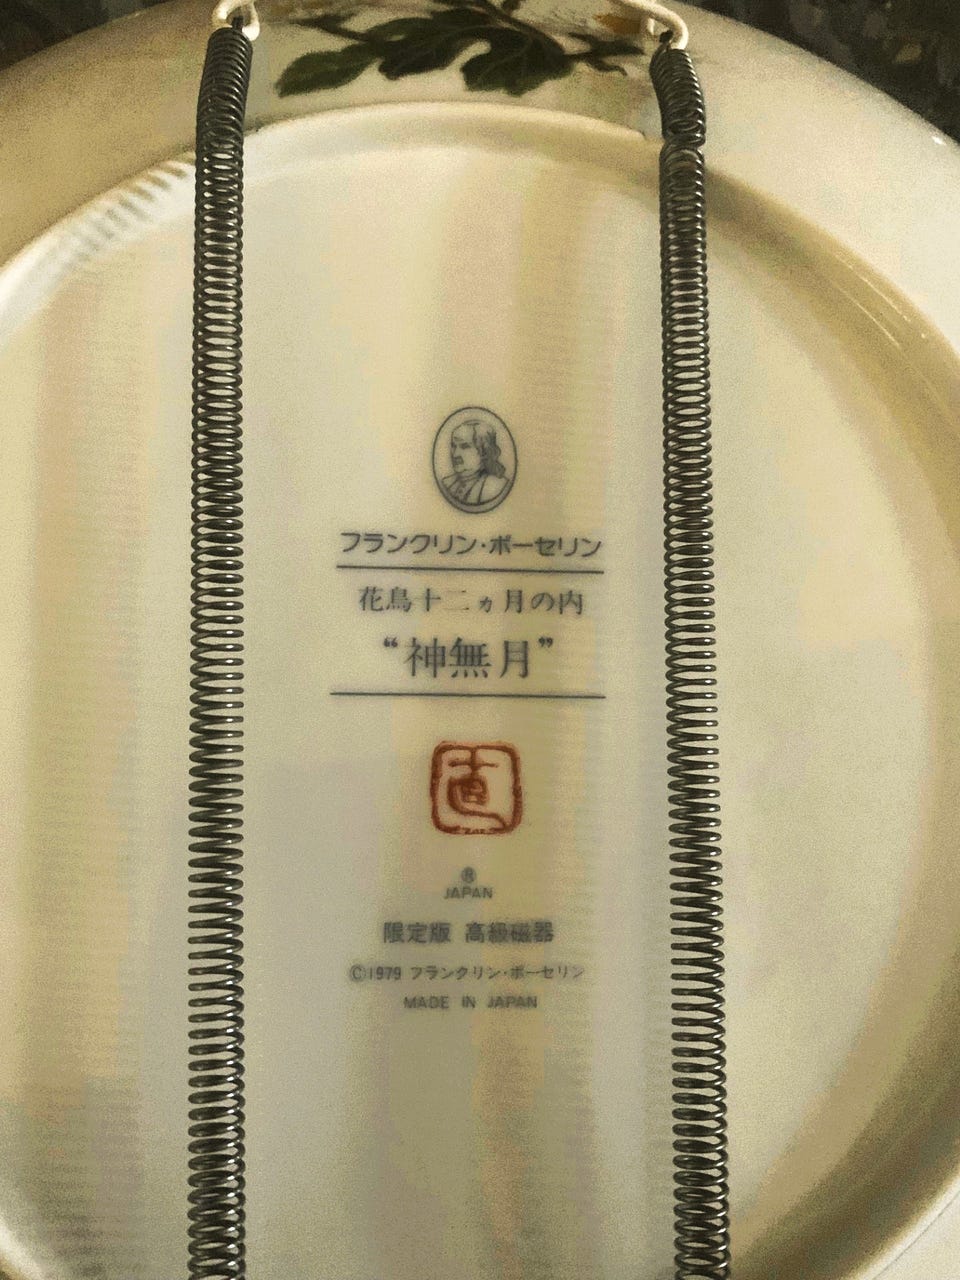 フランクリン・ポーセリン
花鳥十二ヵ月の内
“神無月”
®
JAPAN
限定版 高級磁器
©1979 フランクリン・ポーセリン
MADE IN JAPAN